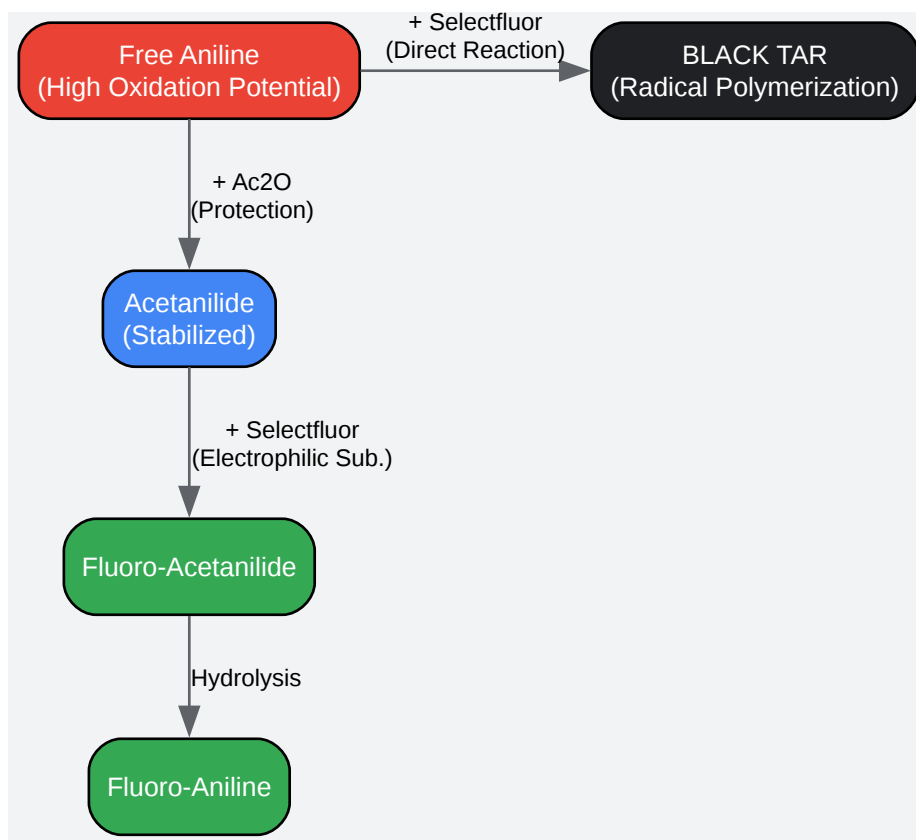 Free Aniline
(High Oxidation Potential)
+ Selectfluor
(Direct Reaction)
BLACK TAR
(Radical Polymerization)
+ Ac2O
(Protection)
Acetanilide
(Stabilized)
+ Selectfluor
(Electrophilic Sub.)
Fluoro-Acetanilide
Hydrolysis
Fluoro-Aniline